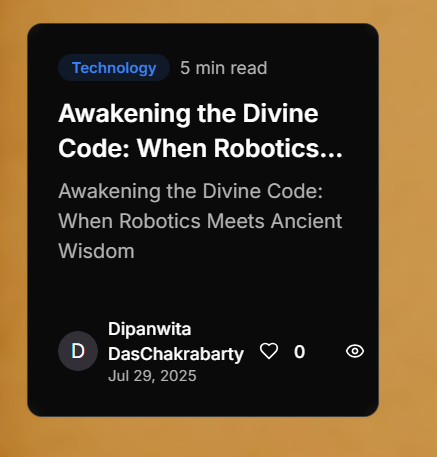 Technology 5 min read
Awakening the Divine
Code: When Robotics...
Awakening the Divine Code:
When Robotics Meets Ancient
Wisdom
D
Dipanwita
DasChakrabarty
0
Jul 29, 2025